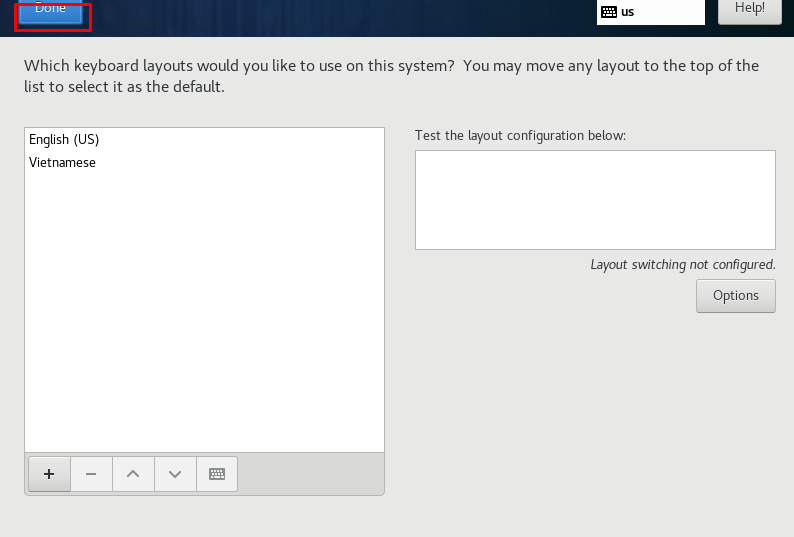 Done
us
Help!
Which keyboard layouts would you like to use on this system?  You may move any layout to the top of the
list to select it as the default.
English (US)
Vietnamese
Test the layout configuration below:
Layout switching not configured.
Options